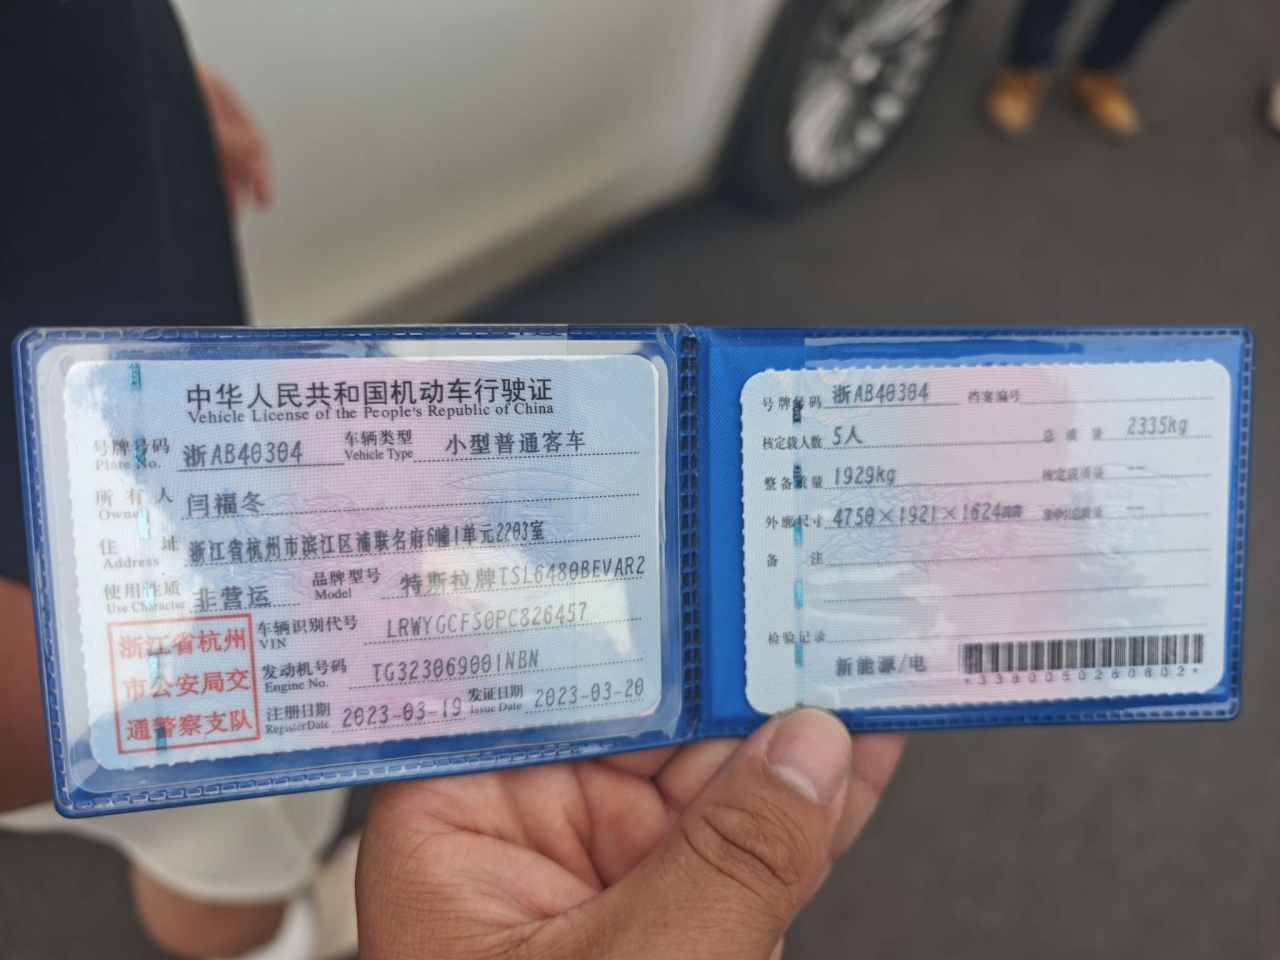 中华人民共和国机动车行驶证
Vehicle License of the People's Republic of China
号牌号码 浙AB40304 车辆类型 小型普通客车
Plate No. Vehicle Type
所有人 闫福冬
Owner
住址 浙江省杭州市滨江区浦联名府6幢1单元2203室
Address
使用性质 非营运 品牌型号 特斯拉牌TSL6480BEVAR2
Use Character Model
浙江省杭州
市公安局交
通警察支队
车辆识别代号 LRWYGCFS0PC826457
VIN
发动机号码 TG323069001NBN
Engine No.
注册日期 2023-03-19 发证日期 2023-03-20
Register Date Issue Date
号牌号码 浙AB40304 档案编号
核定载人数 5人 总质量 2335kg
整备质量 1929kg 核定载质量 --
外廓尺寸 4750×1921×1624 --
备注
检验记录
新能源/电